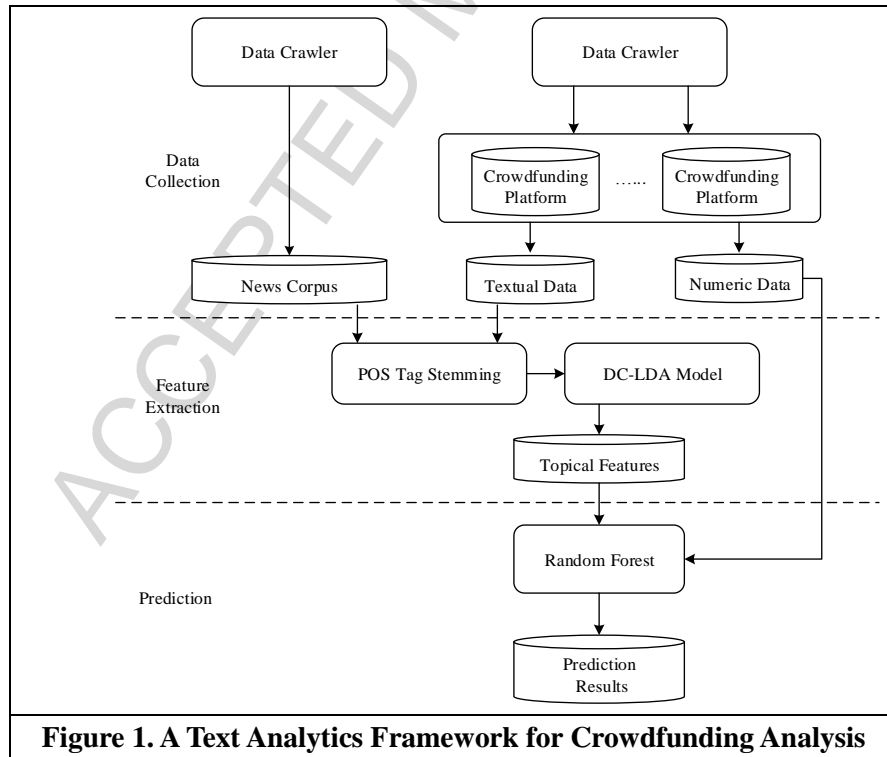 Data Crawler
Data Crawler
Data
Collection
Crowdfunding
Platform
......
Crowdfunding
Platform
News Corpus
Textual Data
Numeric Data
Feature
Extraction
POS Tag Stemming
DC-LDA Model
Topical Features
Prediction
Random Forest
Prediction
Results
ACCEPTED M
Figure 1. A Text Analytics Framework for Crowdfunding Analysis